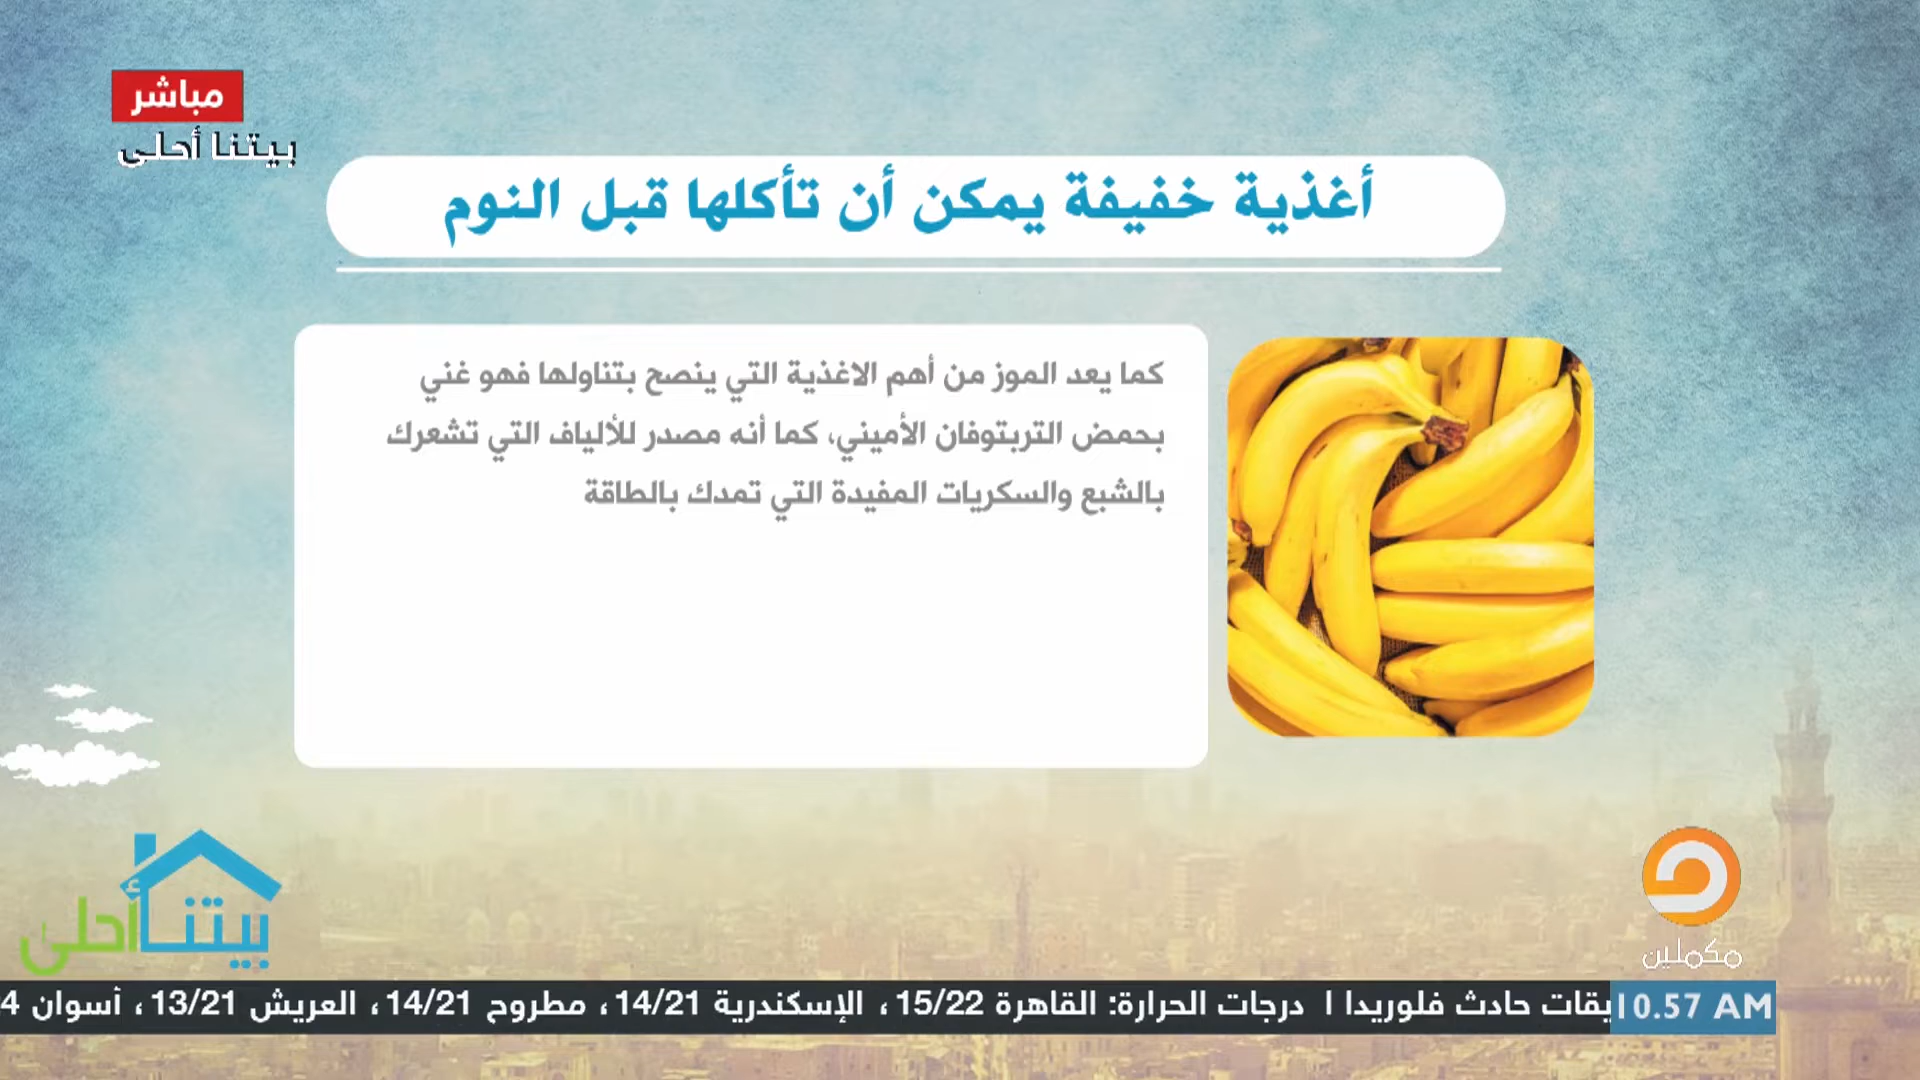 مباشر
بيتنا أحلى
أغذية خفيفة يمكن أن تأكلها قبل النوم
كما يعد الموز من أهم الاغذية التي ينصح بتناولها فهو غني
بحمض التربتوفان الأميني، كما أنه مصدر للألياف التي تشعرك
بالشبع والسكريات المفيدة التي تمدك بالطاقة
بيتنا أحلى
مكملين
حادث فلوريدا | درجات الحرارة: القاهرة 15/22، الإسكندرية 14/21، مطروح 14/21، العريش 13/21، أسوان
10.57 AM